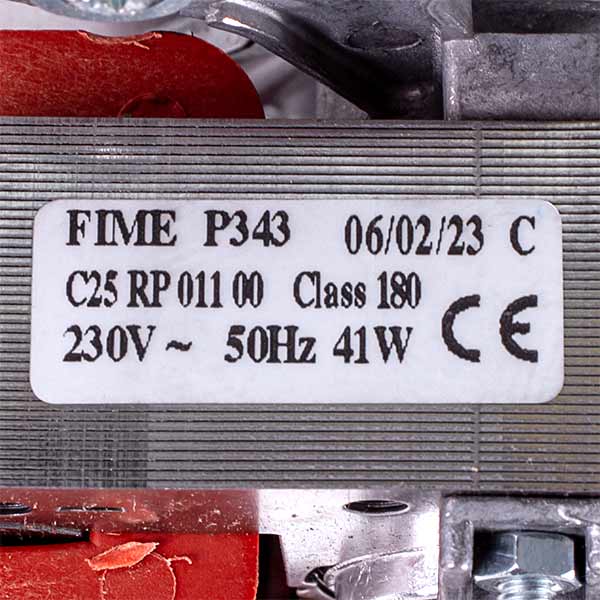 FIME P343 06/02/23 C
C25 RP 011 00 Class 180
230V ~ 50Hz 41W CE